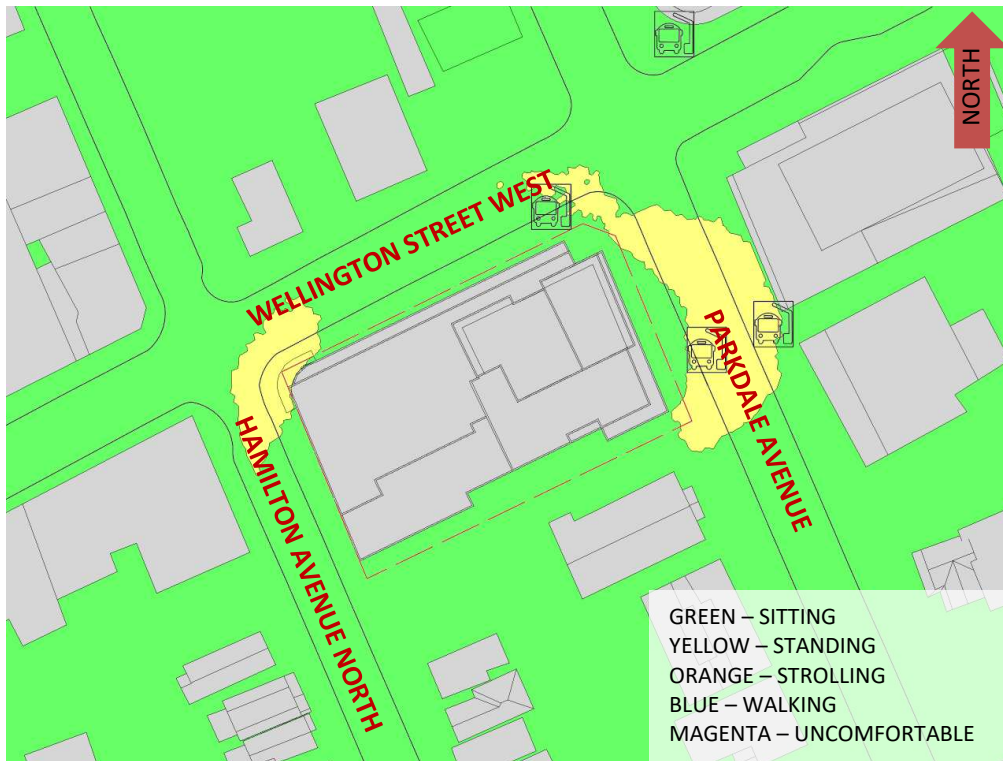 NORTH
WELLINGTON STREET WEST
PARKDALE AVENUE
HAMILTON AVENUE NORTH
GREEN – SITTING
YELLOW – STANDING
ORANGE – STROLLING
BLUE – WALKING
MAGENTA – UNCOMFORTABLE